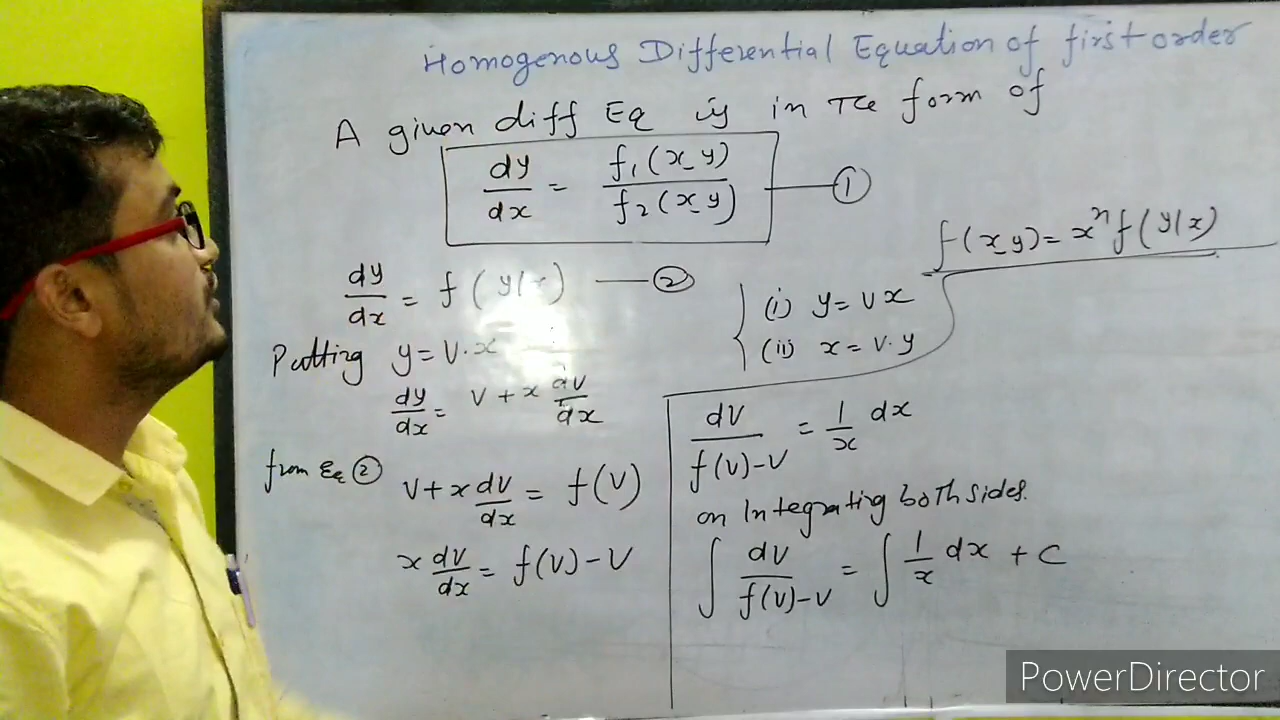 Homogenous Differential Equation of first order
A given diff Eq is in The form of
dy/dx = f₁(x y)/f₂(x y) — ①
f(x y) = xⁿ f(y/x)
dy/dx = f(y/x) — ②
Putting y = v·x
dy/dx = v + x dv/dx
from Eq ② v + x dv/dx = f(v)
x dv/dx = f(v) - v
(i) y = vx
(ii) x = v·y
dv/f(v)-v = 1/x dx
on Integrating both sides.
∫ dv/f(v)-v = ∫ 1/x dx + c
PowerDirector